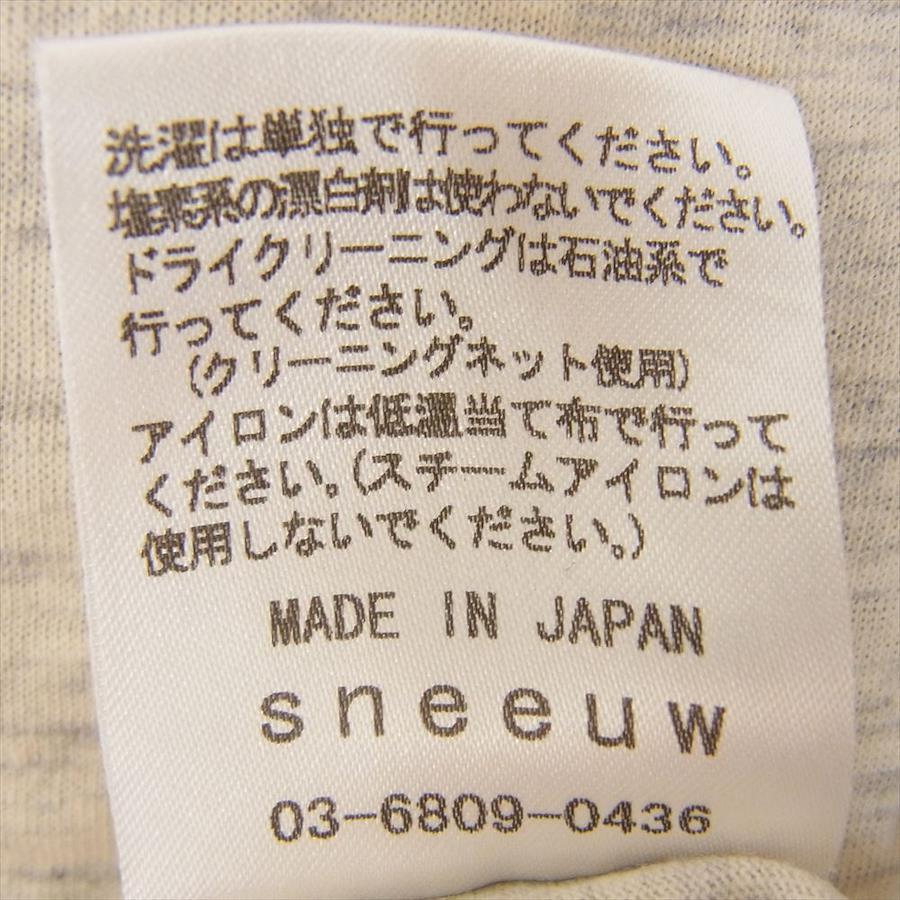 洗濯は単独で行ってください。
塩素系の漂白剤は使わないでください。
ドライクリーニングは石油系で
行ってください。
(クリーニングネット使用)
アイロンは低温当て布で行って
ください。(スチームアイロンは
使用しないでください。)
MADE IN JAPAN
sneeuw
03-6809-0436